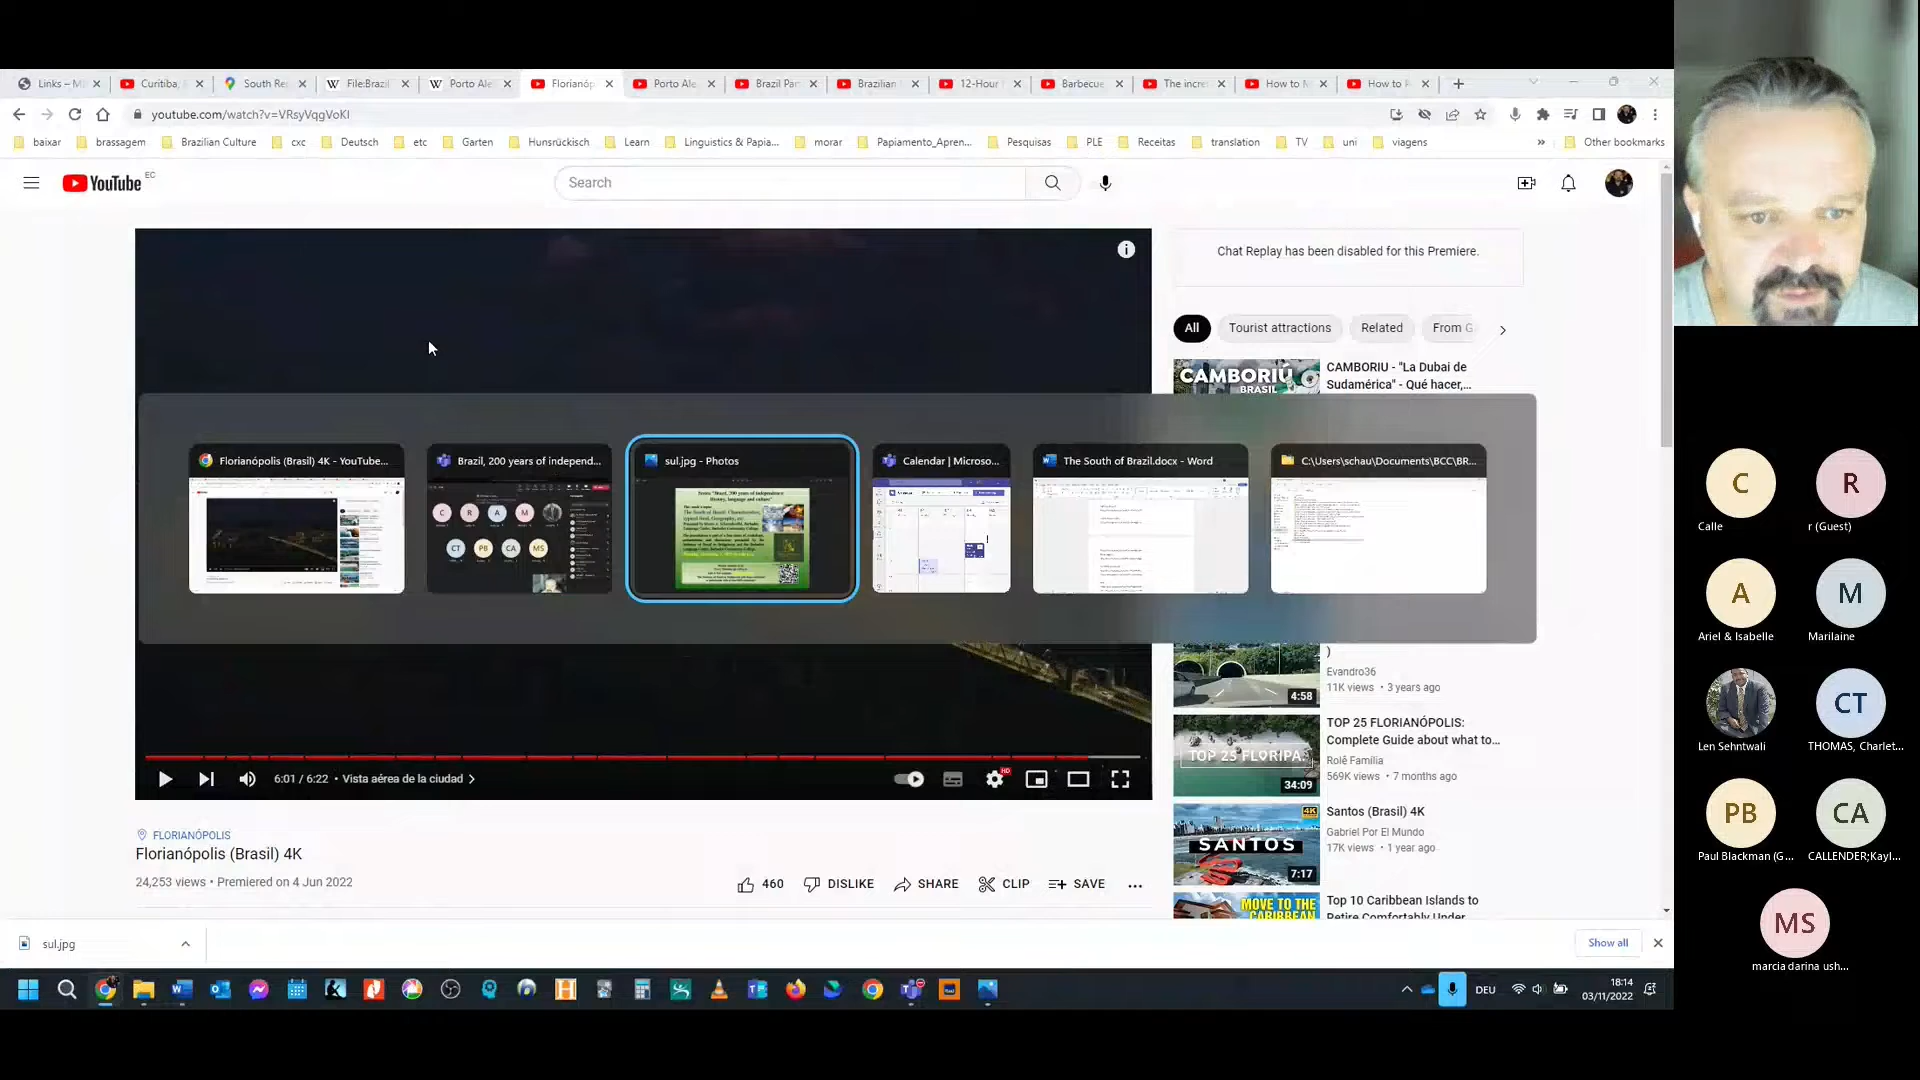 Links – M
Curitiba,
South Re
File:Brazil
Porto Ale
Florianóp
Porto Ale
Brazil Par
Brazilian
12-Hour
Barbecue
The incre
How to
How to
youtube.com/watch?v=VRsyVqgVoKI
baixar
brassagem
Brazilian Culture
cxc
Deutsch
etc
Garten
Hunsrückisch
Learn
Linguistics & Papia...
morar
Papiamento_Apren...
Pesquisas
PLE
Receitas
translation
TV
uni
viagens
»
Other bookmarks
YouTube
EC
Search
Chat Replay has been disabled for this Premiere.
All
Tourist attractions
Related
From G
CAMBORIÚ
BRASIL
CAMBORIU - "La Dubai de
Sudamérica" - Qué hacer,...
Florianópolis (Brasil) 4K - YouTube...
Brazil, 200 years of independ...
sul.jpg - Photos
Calendar | Microso...
The South of Brazil.docx - Word
C:\Users\schau\Documents\BCC\BR...
)
Evandro36
11K views • 3 years ago
4:58
TOP 25 FLORIPA:
TOP 25 FLORIANÓPOLIS:
Complete Guide about what to...
Rolê Família
569K views • 7 months ago
34:09
4K
SANTOS
7:17
Santos (Brasil) 4K
Gabriel Por El Mundo
17K views • 1 year ago
MOVE TO THE
CARIBBEAN
Top 10 Caribbean Islands to
Retire Comfortably Under
6:01 / 6:22 • Vista aérea de la ciudad
HD
FLORIANÓPOLIS
Florianópolis (Brasil) 4K
24,253 views • Premiered on 4 Jun 2022
460
DISLIKE
SHARE
CLIP
SAVE
...
sul.jpg
Show all
DEU
18:14
03/11/2022
C
Calle
R
r (Guest)
A
Ariel & Isabelle
M
Marilaine
Len Sehntwali
CT
THOMAS, Charlet...
PB
Paul Blackman (G...
CA
CALLENDER;Kayl...
MS
marcia darina ush...